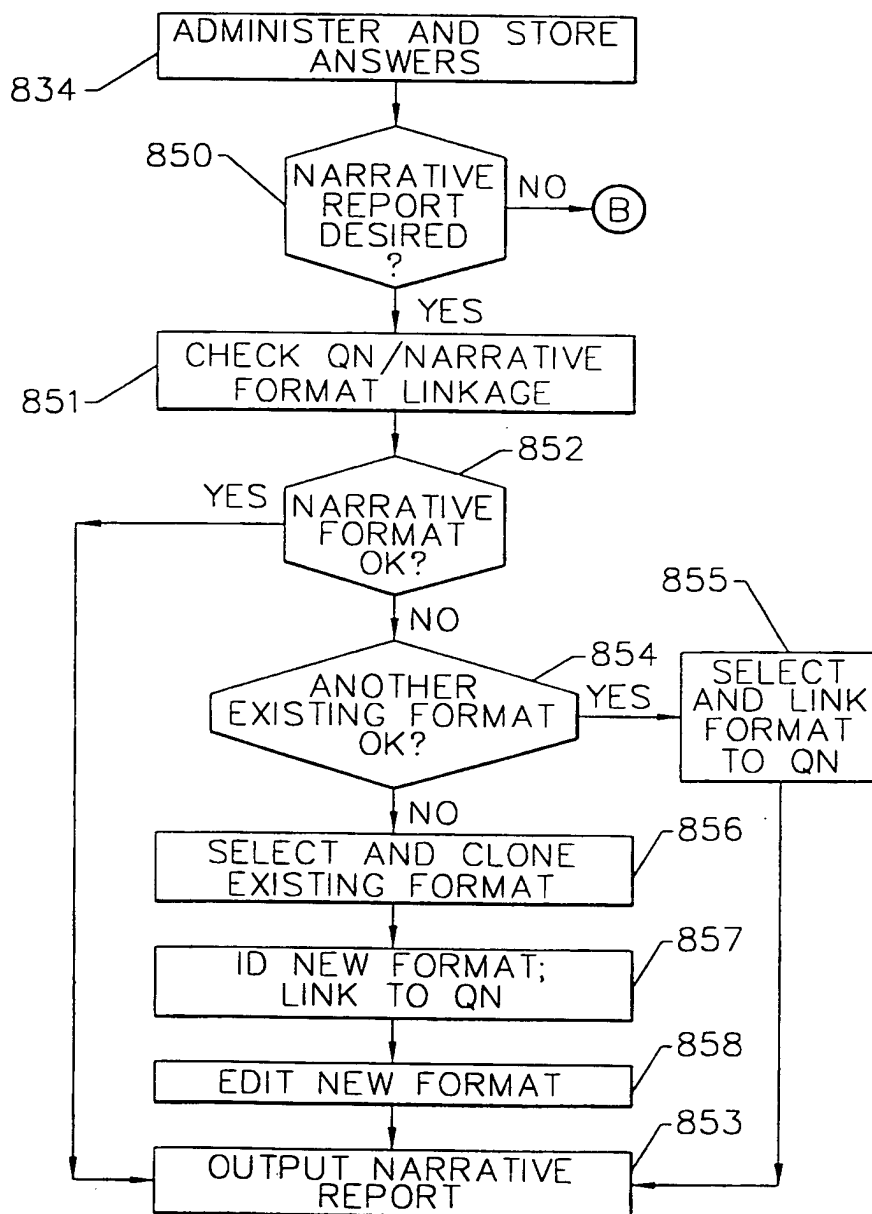 ADMINISTER AND STORE
ANSWERS
834
850
NARRATIVE
REPORT
DESIRED
?
NO
B
YES
CHECK QN/NARRATIVE
FORMAT LINKAGE
851
852
YES
NARRATIVE
FORMAT
OK?
NO
855
854
ANOTHER
EXISTING FORMAT
OK?
YES
SELECT
AND LINK
FORMAT
TO QN
NO
856
SELECT AND CLONE
EXISTING FORMAT
857
ID NEW FORMAT;
LINK TO QN
858
EDIT NEW FORMAT
853
OUTPUT NARRATIVE
REPORT